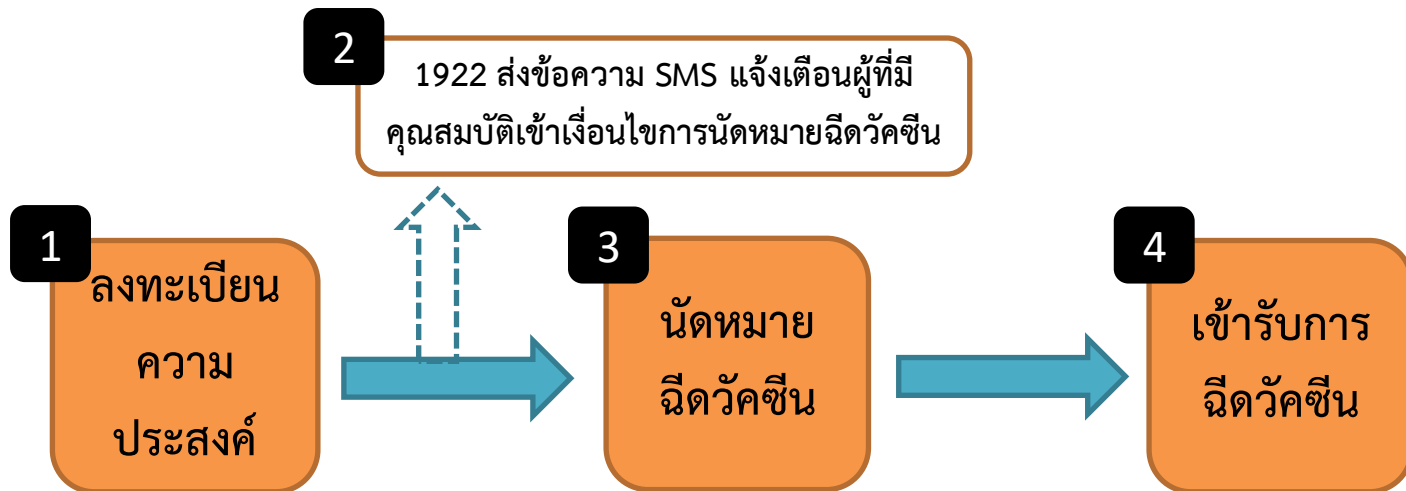 1
ลงทะเบียน
ความ
ประสงค์
2
1922 ส่งข้อความ SMS แจ้งเตือนผู้ที่มี
คุณสมบัติเข้าเงื่อนไขการนัดหมายฉีดวัคซีน
3
นัดหมาย
ฉีดวัคซีน
4
เข้ารับการ
ฉีดวัคซีน